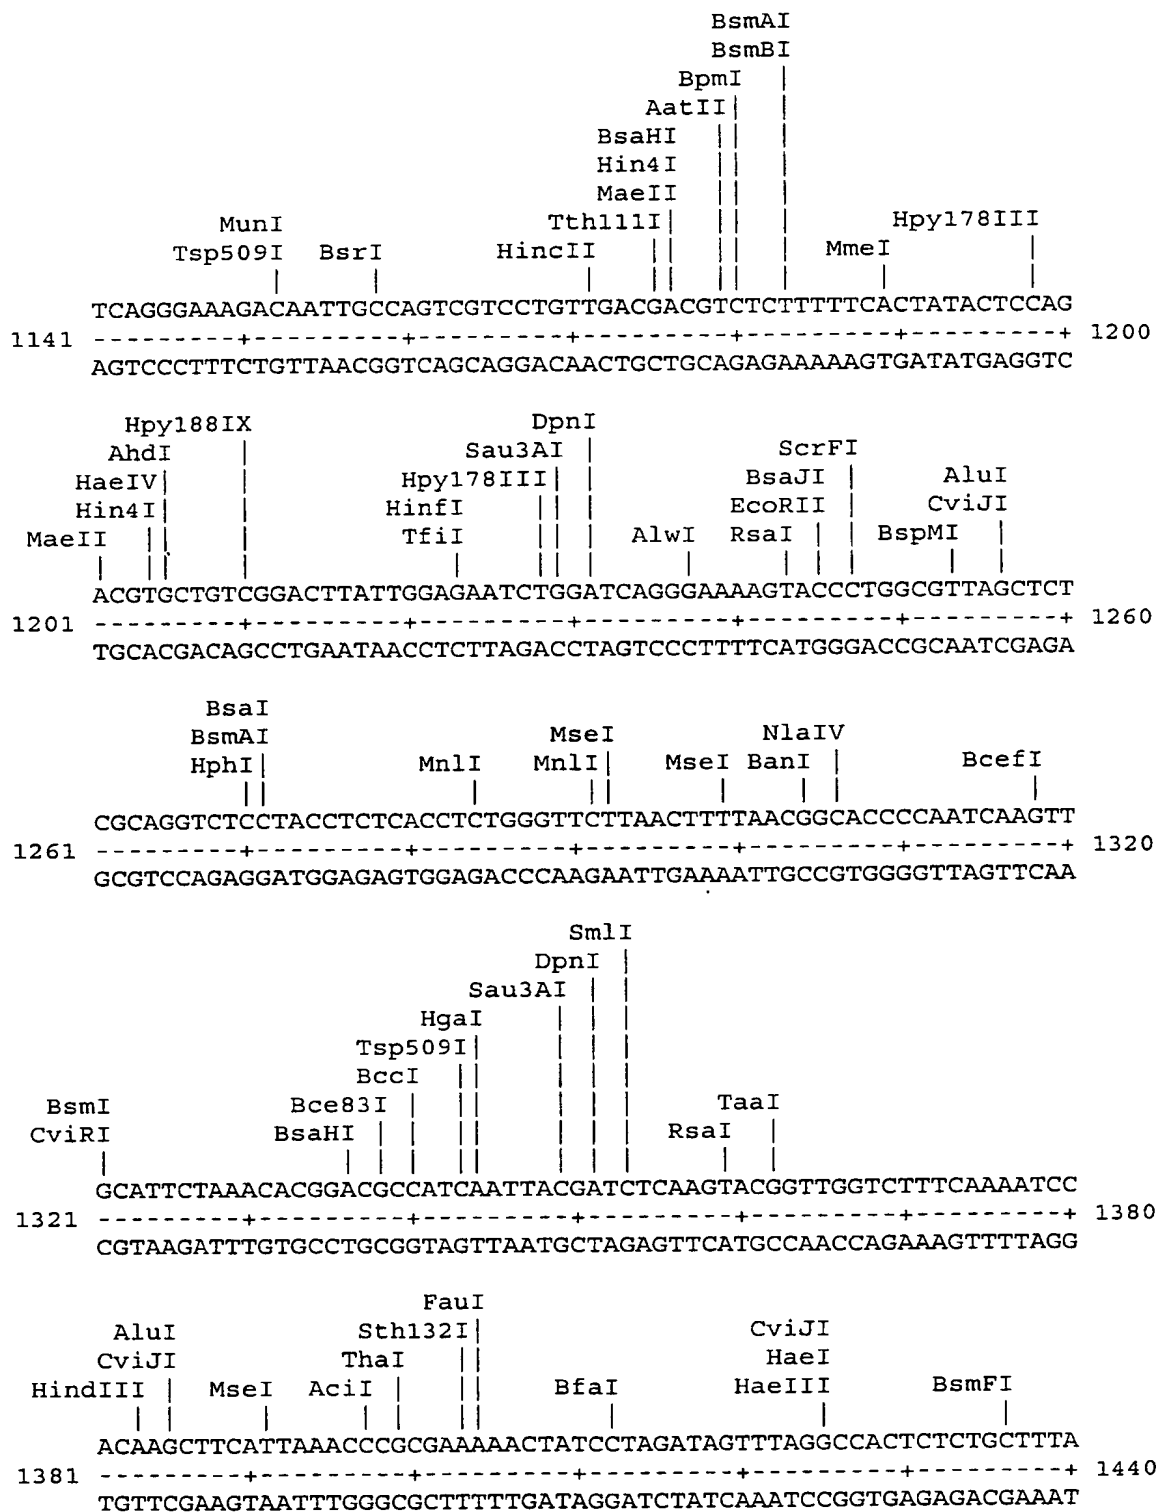 BsmAI
BsmBI
BpmI
AatII
BsaHI
Hin4I
MaeII
MunI Tth111I Hpy178III
Tsp509I BsrI HincII MmeI
TCAGGGAAAGACAATTGCCAGTCGTCCTGTTGACGACGTCTCTTTTTCACTATACTCCAG
1141 ---------+---------+---------+---------+---------+---------+ 1200
AGTCCCTTTCTGTTAACGGTCAGCAGGACAACTGCTGCAGAGAAAAAGTGATATGAGGTC
Hpy188IX DpnI
AhdI Sau3AI ScrFI
HaeIV Hpy178III BsaJI AluI
Hin4I HinfI EcoRII CviJI
MaeII TfiI AlwI RsaI BspMI
ACGTGCTGTCGGACTTATTGGAGAATCTGGATCAGGGAAAAGTACCCTGGCGTTAGCTCT
1201 ---------+---------+---------+---------+---------+---------+ 1260
TGCACGACAGCCTGAATAACCTCTTAGACCTAGTCCCTTTTCATGGGACCGCAATCGAGA
BsaI
BsmAI MseI NlaIV
HphI MnlI MnlI MseI BanI BcefI
CGCAGGTCTCCTACCTCTCACCTCTGGGTTCTTAACTTTTAACGGCACCCCAATCAAGTT
1261 ---------+---------+---------+---------+---------+---------+ 1320
GCGTCCAGAGGATGGAGAGTGGAGACCCAAGAATTGAAAATTGCCGTGGGGTTAGTTCAA
SmlI
DpnI
Sau3AI
HgaI
Tsp509I
BccI
BsmI Bce83I TaaI
CviRI BsaHI RsaI
GCATTCTAAACACGGACGCCATCAATTACGATCTCAAGTACGGTTGGTCTTTCAAAATCC
1321 ---------+---------+---------+---------+---------+---------+ 1380
CGTAAGATTTGTGCCTGCGGTAGTTAATGCTAGAGTTCATGCCAACCAGAAAGTTTTAGG
FauI
AluI Sth132I CviJI
CviJI ThaI HaeI
HindIII MseI AciI BfaI HaeIII BsmFI
ACAAGCTTCATTAAACCCGCGAAAAACTATCCTAGATAGTTTAGGCCACTCTCTGCTTTA
1381 ---------+---------+---------+---------+---------+---------+ 1440
TGTTCGAAGTAATTTGGGCGCTTTTTGATAGGATCTATCAAATCCGGTGAGAGACGAAAT